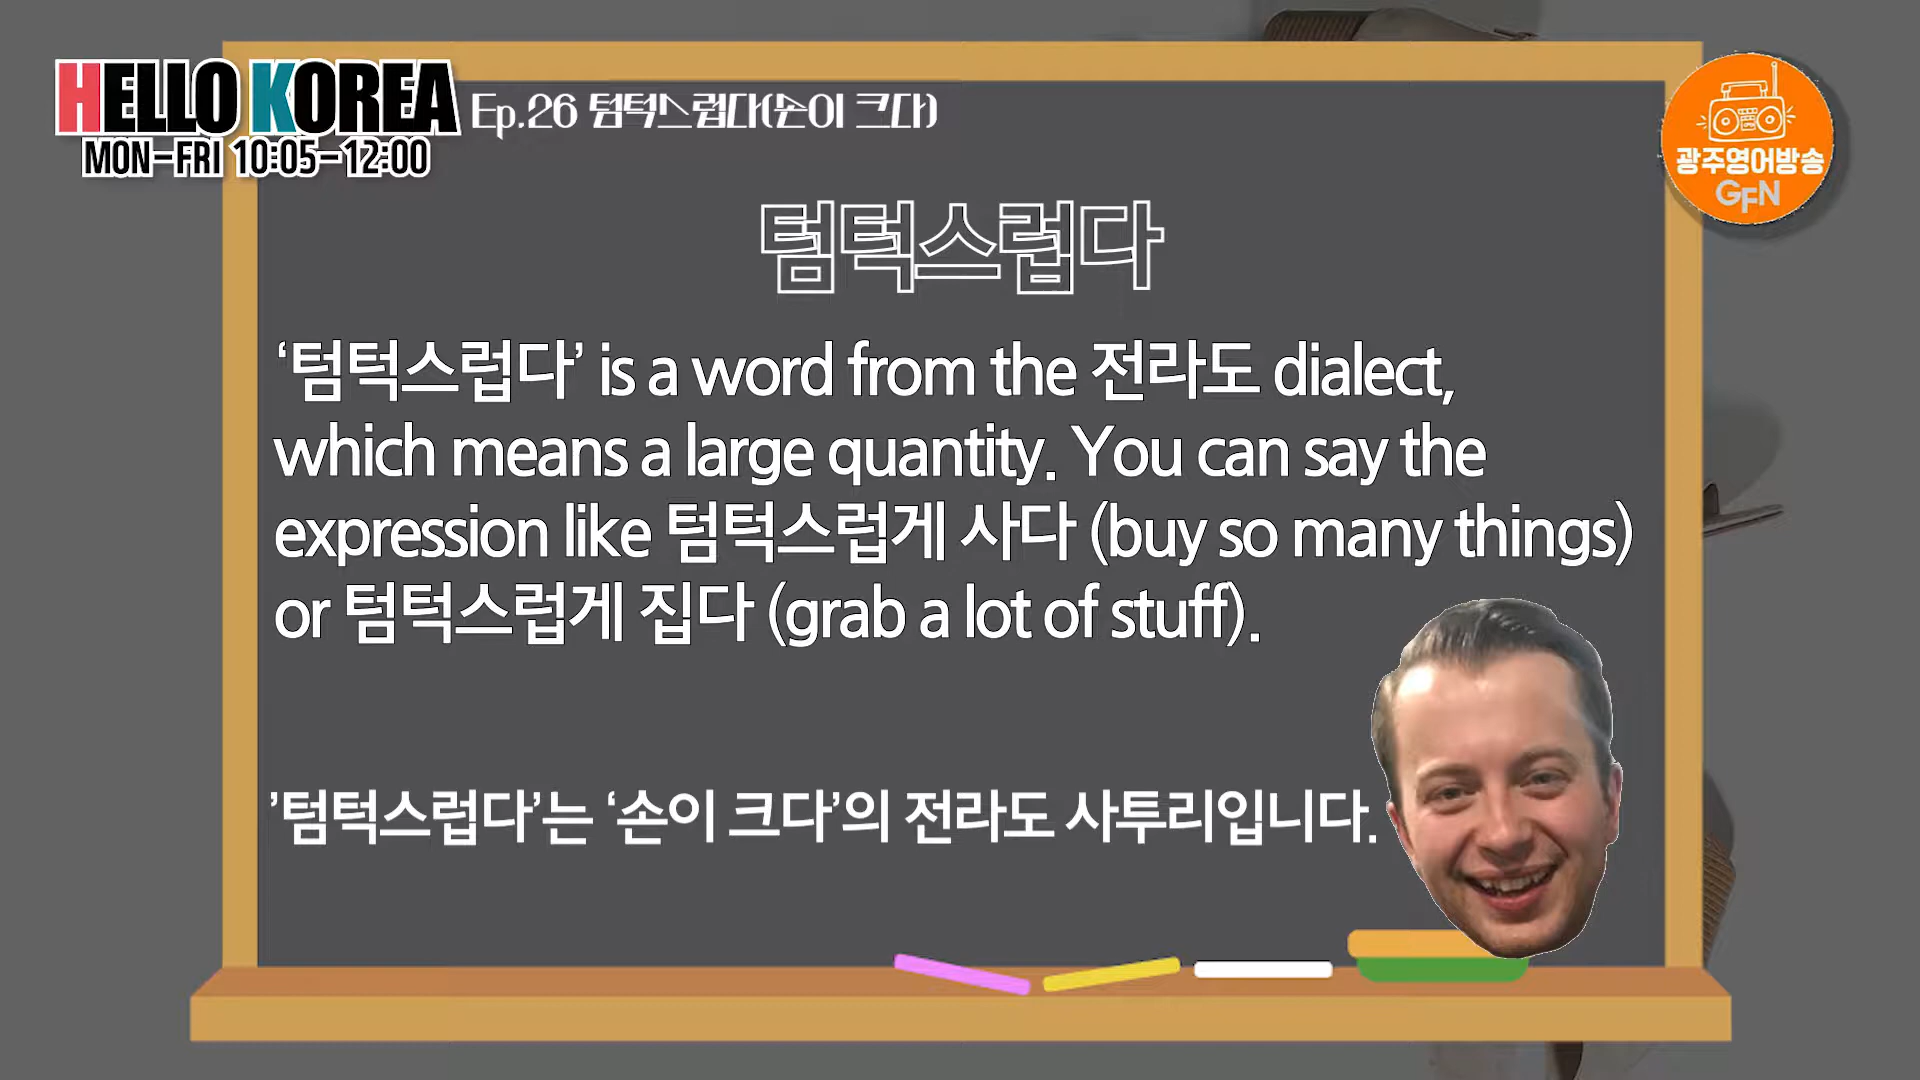 HELLO KOREA
MON-FRI 10:05-12:00
Ep.26 텀턱스럽다(손이 크다)
광주영어방송
GFN
텀턱스럽다
‘텀턱스럽다’ is a word from the 전라도 dialect,
which means a large quantity. You can say the
expression like 텀턱스럽게 사다 (buy so many things)
or 텀턱스럽게 집다 (grab a lot of stuff).
’텀턱스럽다’는 ‘손이 크다’의 전라도 사투리입니다.